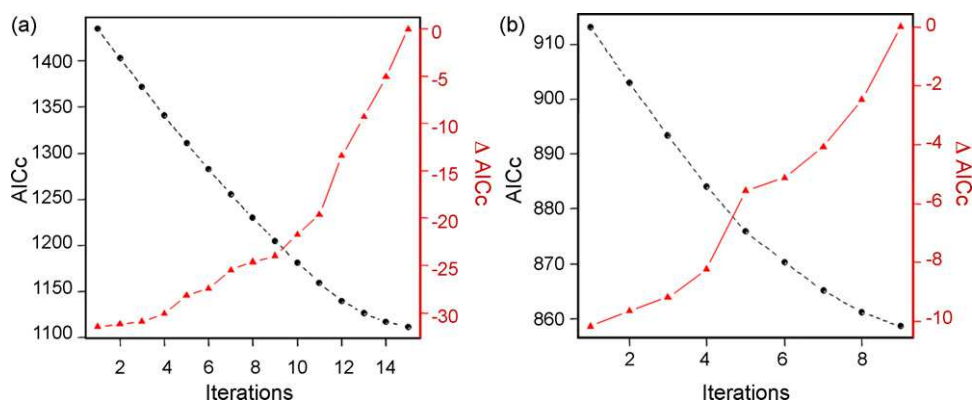 (a)
1400
1350
1300
1250
1200
1150
1100
AICc
0
-5
-10
-15
-20
-25
-30
Δ AICc
2 4 6 8 10 12 14
Iterations
(b)
910
900
890
880
870
860
AICc
0
-2
-4
-6
-8
-10
Δ AICc
2 4 6 8
Iterations